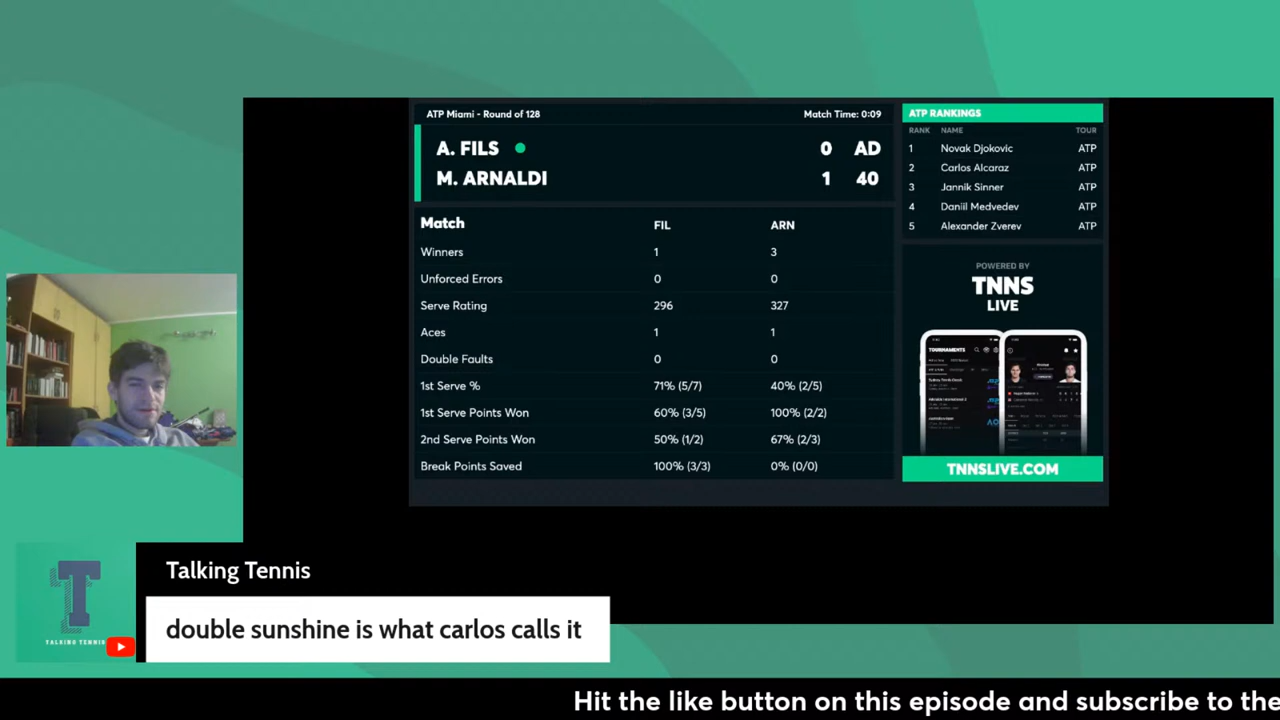 ATP Miami - Round of 128
Match Time: 0:09
A. FILS 0 AD
M. ARNALDI 1 40
Match FIL ARN
Winners 1 3
Unforced Errors 0 0
Serve Rating 296 327
Aces 1 1
Double Faults 0 0
1st Serve % 71% (5/7) 40% (2/5)
1st Serve Points Won 60% (3/5) 100% (2/2)
2nd Serve Points Won 50% (1/2) 67% (2/3)
Break Points Saved 100% (3/3) 0% (0/0)
ATP RANKINGS
RANK NAME TOUR
1 Novak Djokovic ATP
2 Carlos Alcaraz ATP
3 Jannik Sinner ATP
4 Daniil Medvedev ATP
5 Alexander Zverev ATP
POWERED BY
TNNS
LIVE
TOURNAMENTS
TNNSLIVE.COM
TALKING TENNIS
Talking Tennis
double sunshine is what carlos calls it
Hit the like button on this episode and subscribe to the